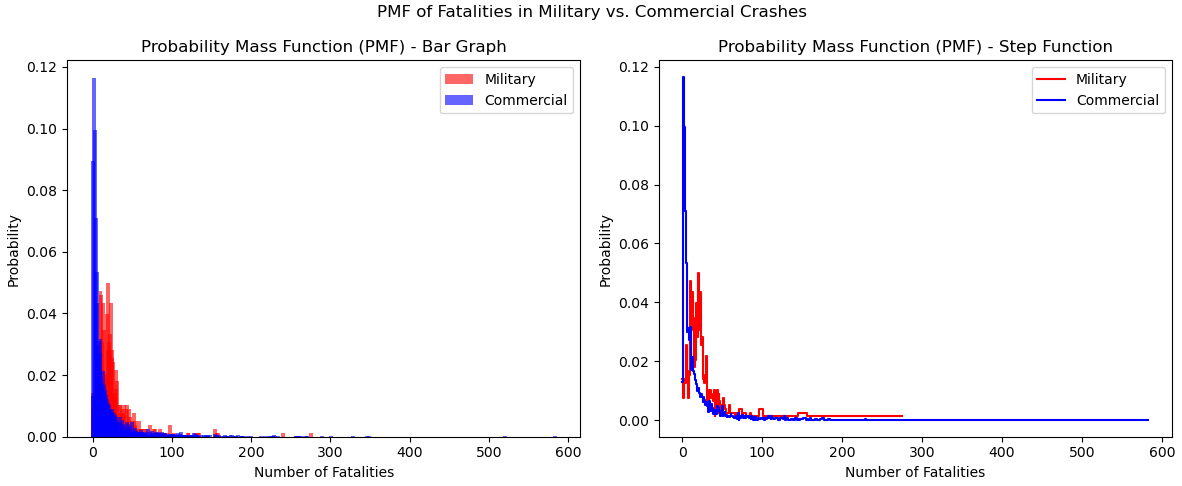 PMF of Fatalities in Military vs. Commercial Crashes
Probability Mass Function (PMF) - Bar Graph
Probability
0.12
0.10
0.08
0.06
0.04
0.02
0.00
0 100 200 300 400 500 600
Number of Fatalities
Military
Commercial
Probability Mass Function (PMF) - Step Function
Probability
0.12
0.10
0.08
0.06
0.04
0.02
0.00
0 100 200 300 400 500 600
Number of Fatalities
Military
Commercial